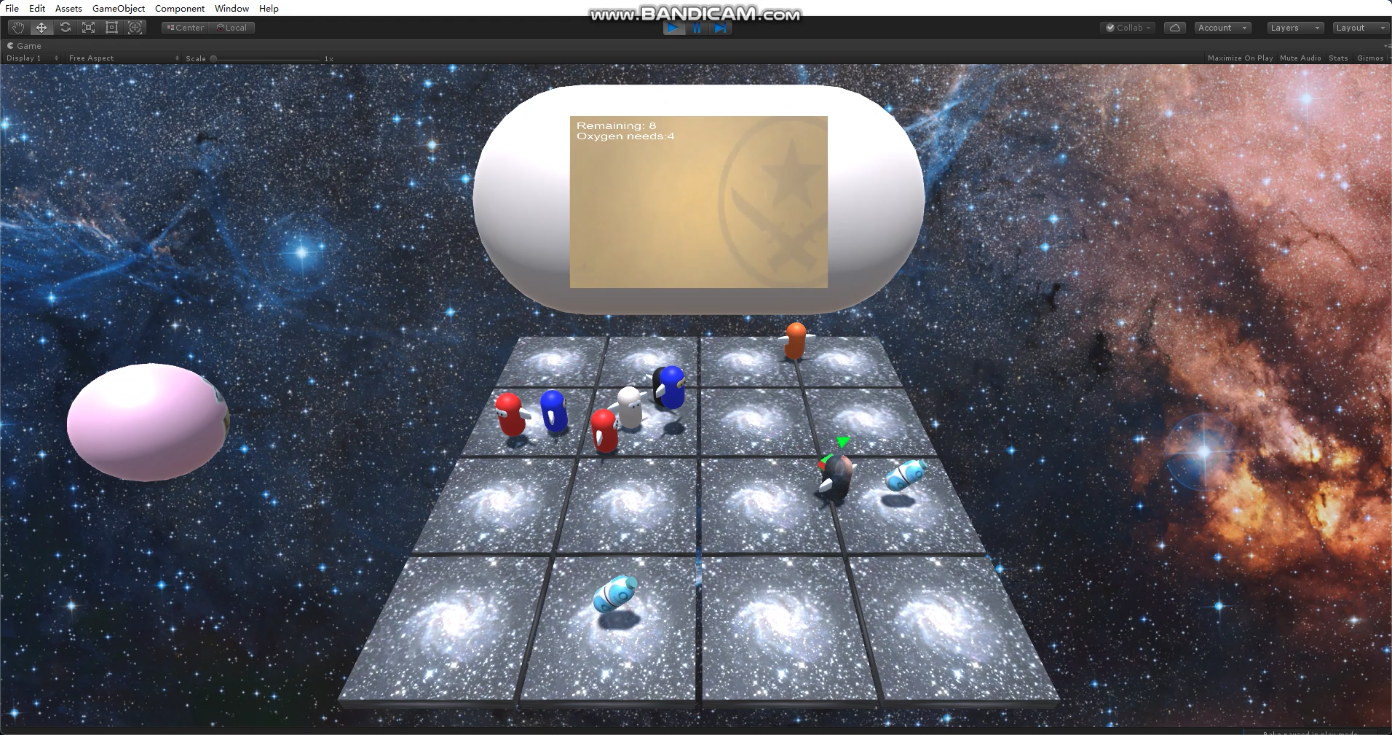 File Edit Assets GameObject Component Window Help
www.BANDICAM.com
Center Local
Collab Account Layers Layout
Game
Display 1 Free Aspect Scale 1x
Maximize On Play Mute Audio Stats Gizmos
Remaining: 8
Oxygen needs:4